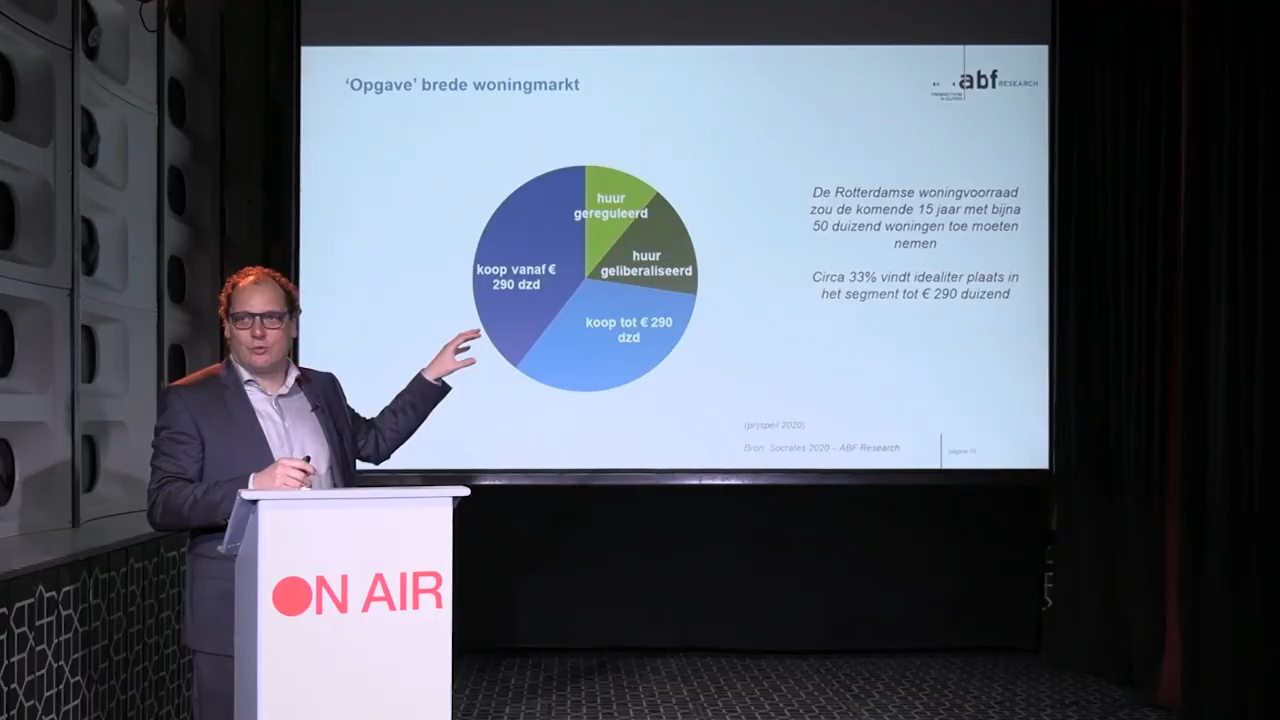 'Opgave' brede woningmarkt
abf RESEARCH
huur
gereguleerd
huur
geliberaliseerd
koop vanaf €
290 dzd
koop tot € 290
dzd
De Rotterdamse woningvoorraad
zou de komende 15 jaar met bijna
50 duizend woningen toe moeten
nemen
Circa 33% vindt idealiter plaats in
het segment tot € 290 duizend
(prijspeil 2020)
Bron: Socrates 2020 – ABF Research
ON AIR